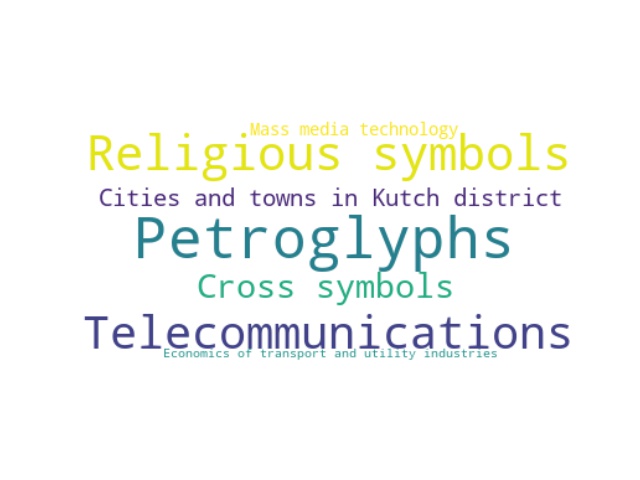 Mass media technology
Religious symbols
Cities and towns in Kutch district
Petroglyphs
Cross symbols
Telecommunications
Economics of transport and utility industries